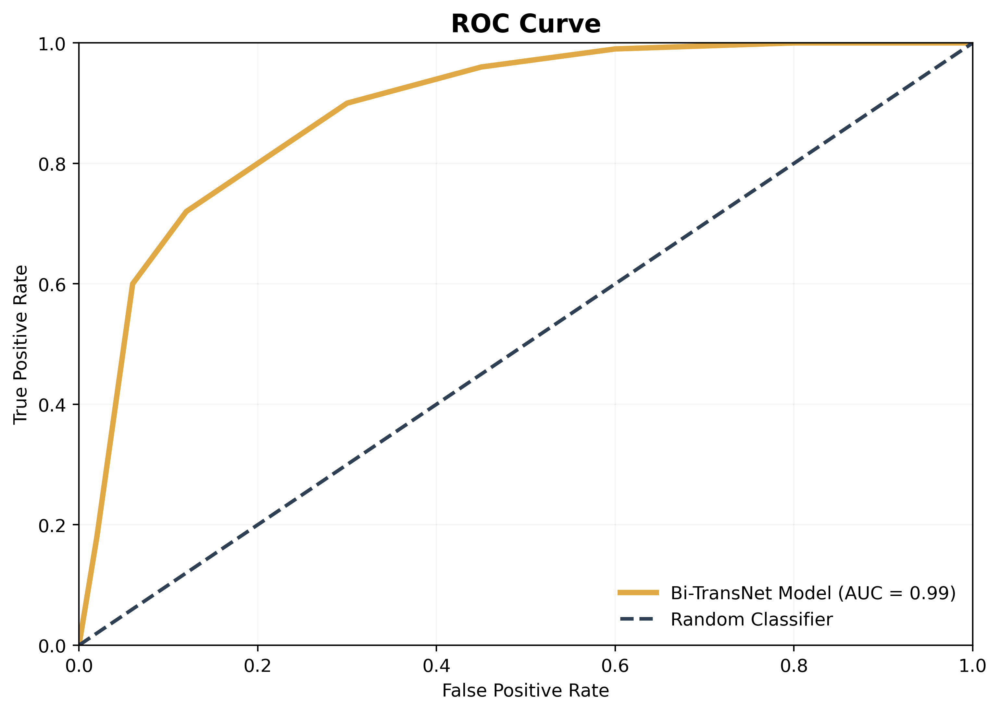 ROC Curve
1.0
0.8
0.6
0.4
0.2
0.0
True Positive Rate
0.0 0.2 0.4 0.6 0.8 1.0
False Positive Rate
Bi-TransNet Model (AUC = 0.99)
Random Classifier